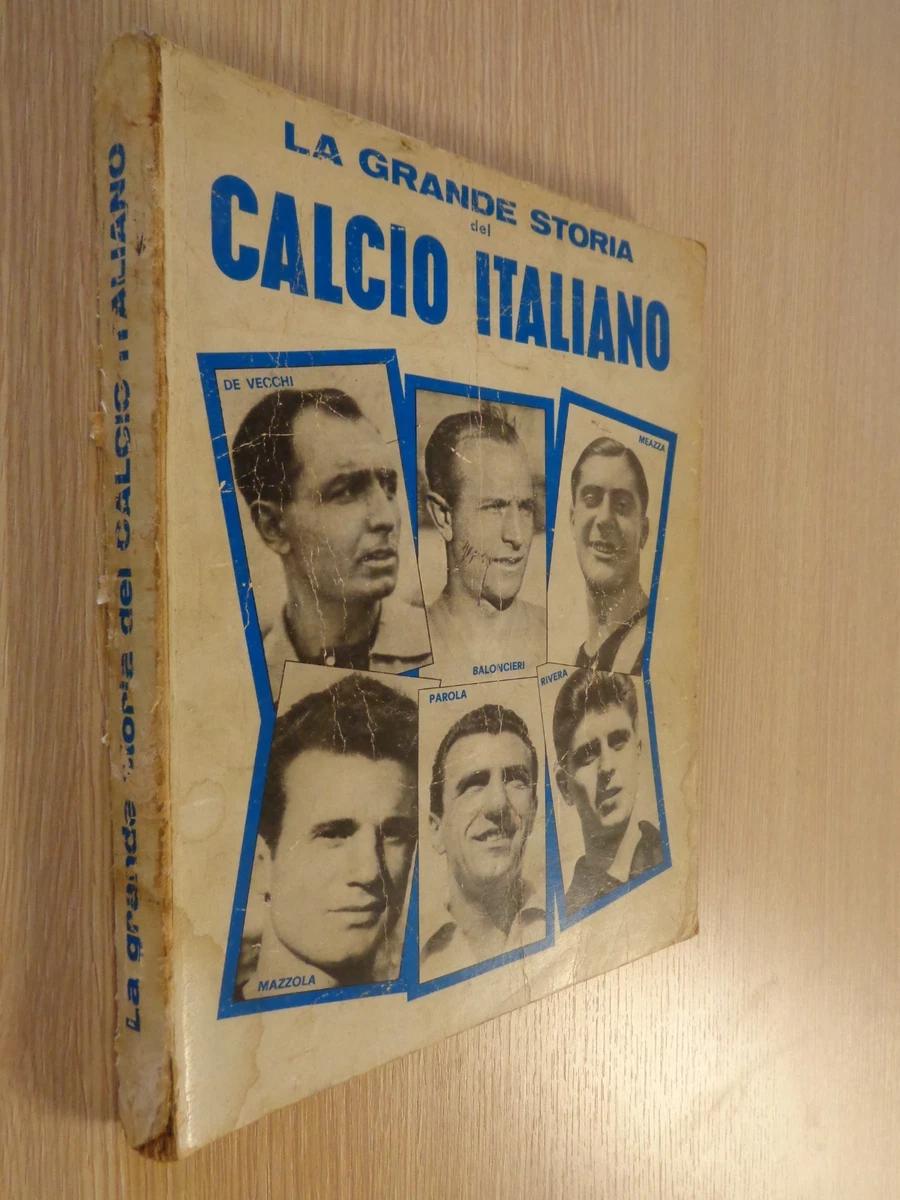 LA GRANDE STORIA
del
CALCIO ITALIANO
DE VECCHI
BALONCIERI
MEAZZA
MAZZOLA
PAROLA
RIVERA
La grande storia del CALCIO ITALIANO